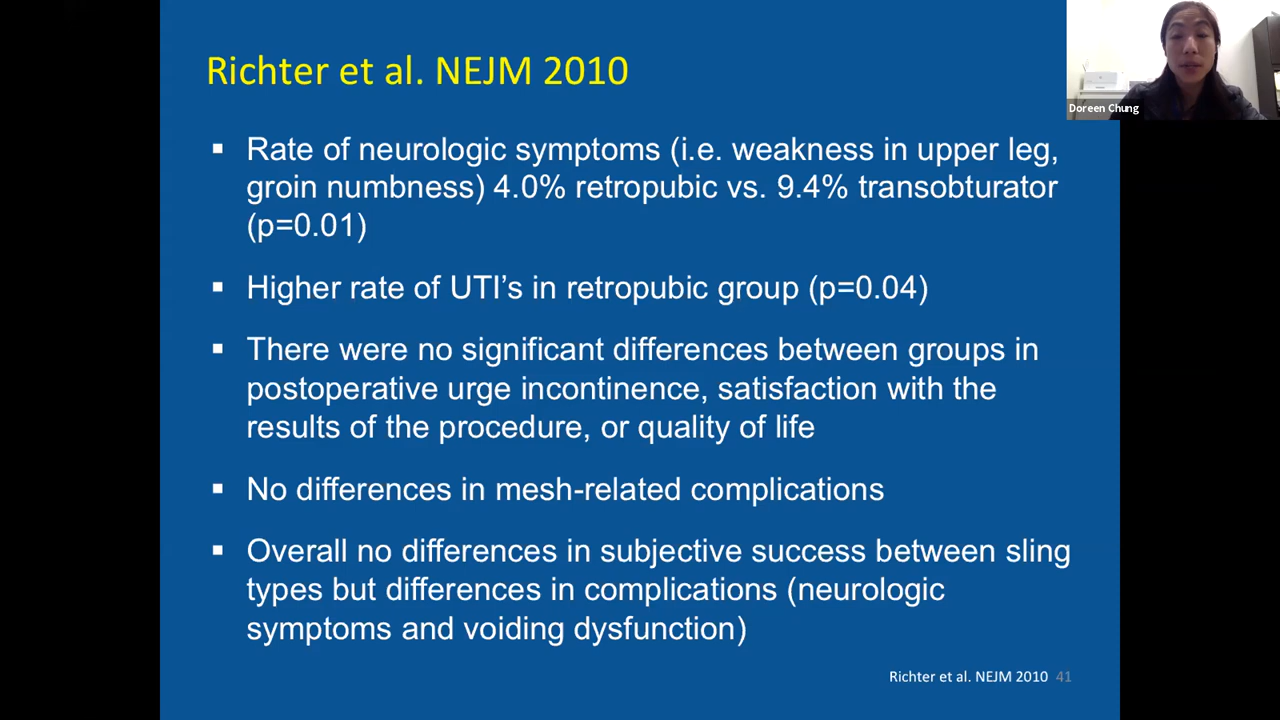 Richter et al. NEJM 2010
Doreen Chung
▪ Rate of neurologic symptoms (i.e. weakness in upper leg,
groin numbness) 4.0% retropubic vs. 9.4% transobturator
(p=0.01)
▪ Higher rate of UTI’s in retropubic group (p=0.04)
▪ There were no significant differences between groups in
postoperative urge incontinence, satisfaction with the
results of the procedure, or quality of life
▪ No differences in mesh-related complications
▪ Overall no differences in subjective success between sling
types but differences in complications (neurologic
symptoms and voiding dysfunction)
Richter et al. NEJM 2010 41